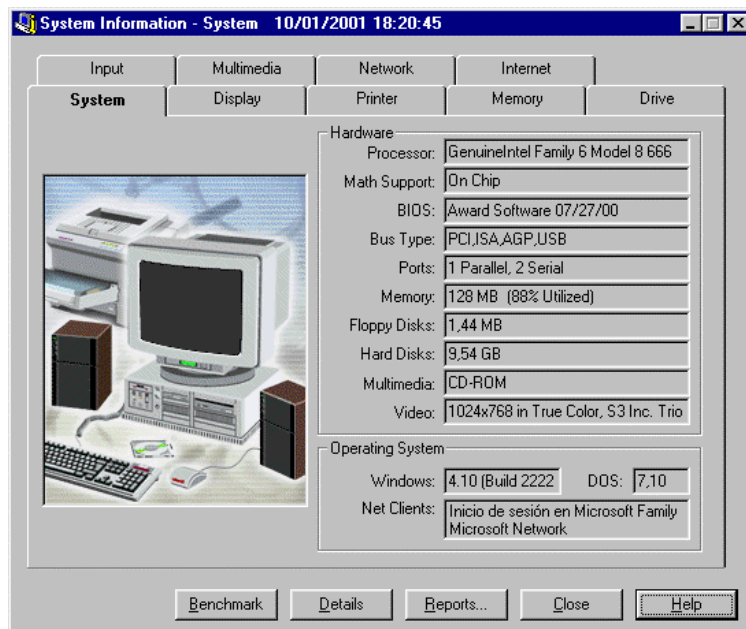 System Information - System 10/01/2001 18:20:45
Input Multimedia Network Internet
System Display Printer Memory Drive
Hardware
Processor: GenuineIntel Family 6 Model 8 666
Math Support: On Chip
BIOS: Award Software 07/27/00
Bus Type: PCI,ISA,AGP,USB
Ports: 1 Parallel, 2 Serial
Memory: 128 MB (88% Utilized)
Floppy Disks: 1,44 MB
Hard Disks: 9,54 GB
Multimedia: CD-ROM
Video: 1024x768 in True Color, S3 Inc. Trio
Operating System
Windows: 4.10 (Build 2222 DOS: 7,10
Net Clients: Inicio de sesión en Microsoft Family
Microsoft Network
Benchmark Details Reports... Close Help